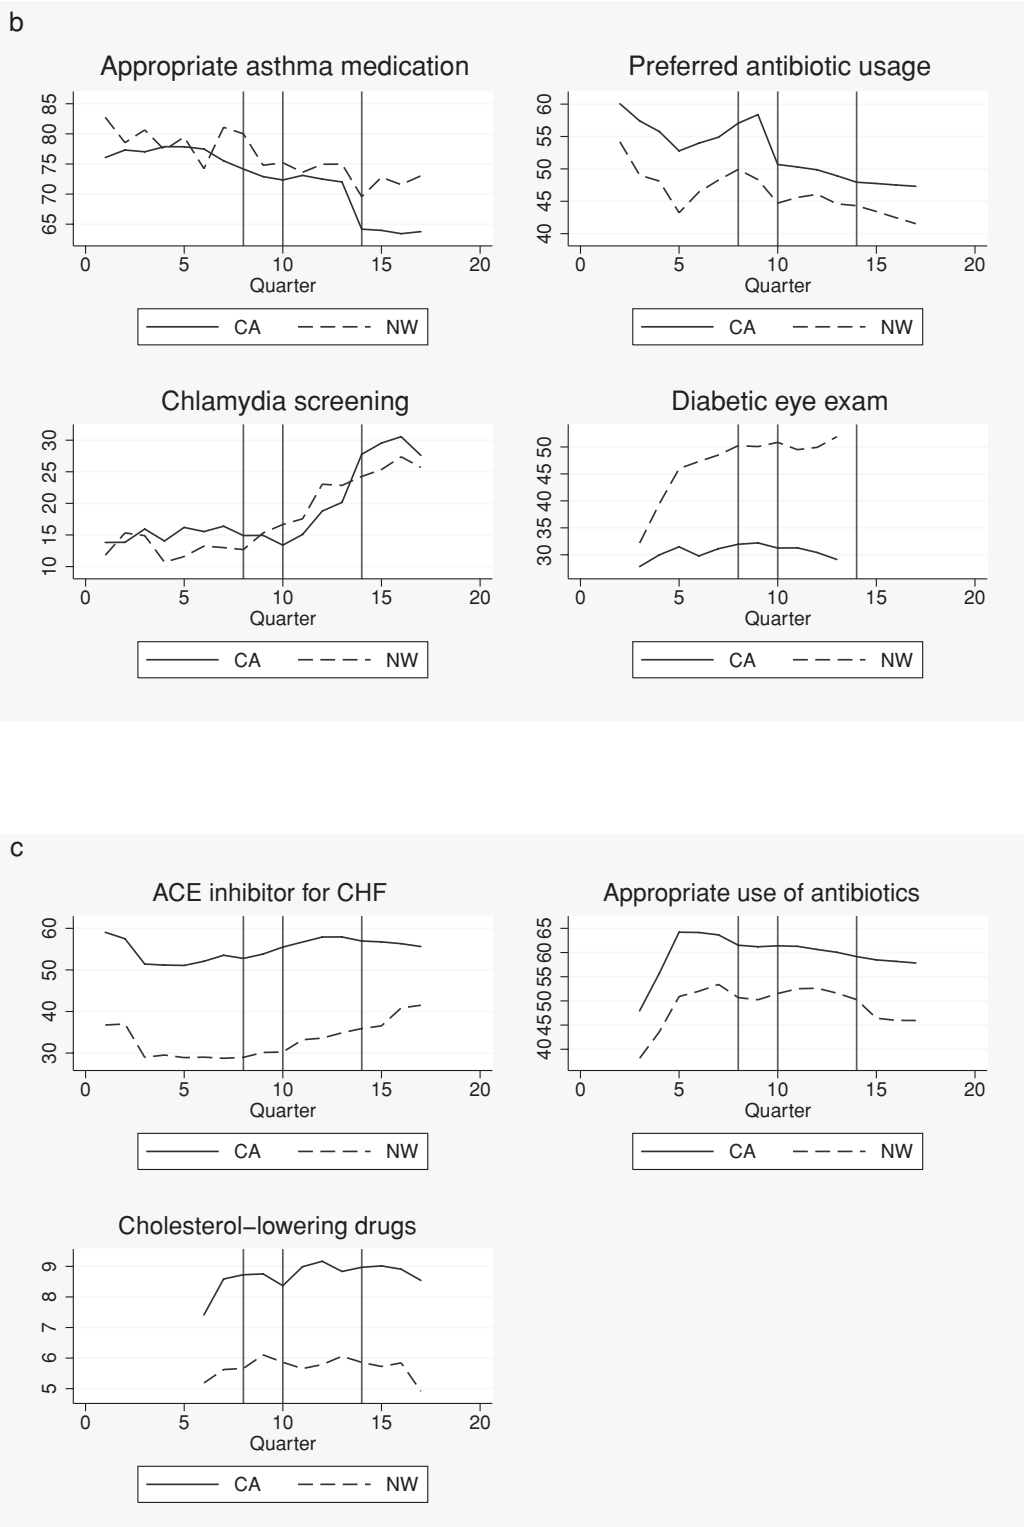 b
Appropriate asthma medication
85
80
75
70
65
0 5 10 15 20
Quarter
CA NW
Preferred antibiotic usage
60
55
50
45
40
0 5 10 15 20
Quarter
CA NW
Chlamydia screening
30
25
20
15
10
0 5 10 15 20
Quarter
CA NW
Diabetic eye exam
50
45
40
35
30
0 5 10 15 20
Quarter
CA NW
c
ACE inhibitor for CHF
60
50
40
30
0 5 10 15 20
Quarter
CA NW
Appropriate use of antibiotics
65
60
55
50
45
40
0 5 10 15 20
Quarter
CA NW
Cholesterol–lowering drugs
9
8
7
6
5
0 5 10 15 20
Quarter
CA NW